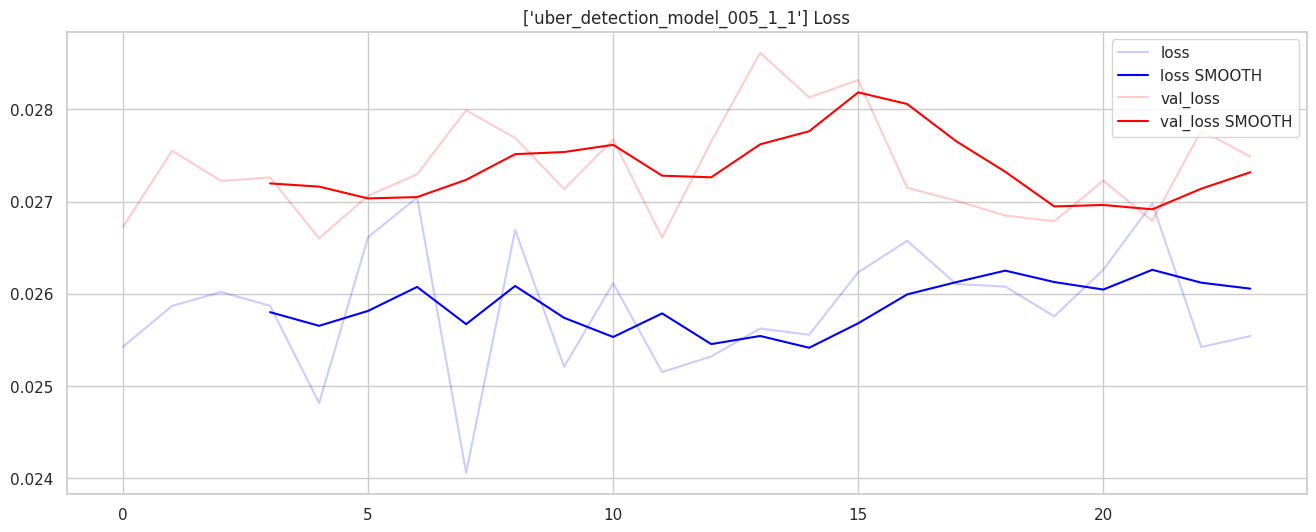 ['uber_detection_model_005_1_1'] Loss
loss
loss SMOOTH
val_loss
val_loss SMOOTH
0.028
0.027
0.026
0.025
0.024
0 5 10 15 20